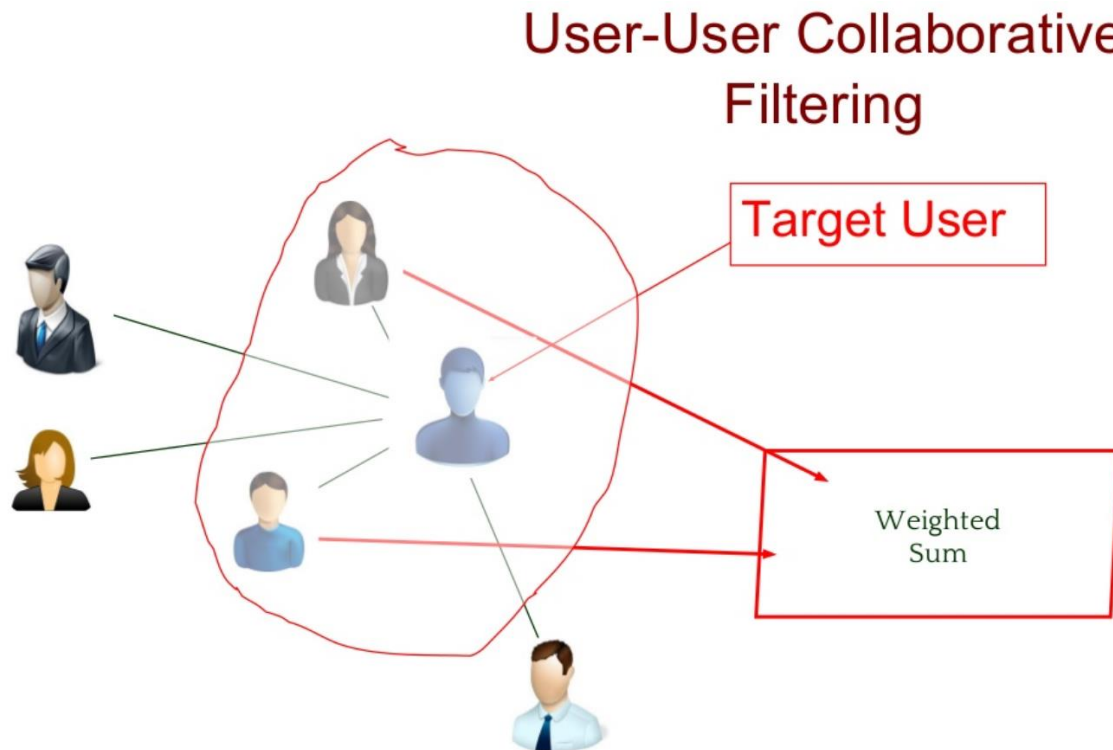 User-User Collaborative
Filtering
Target User
Weighted
Sum